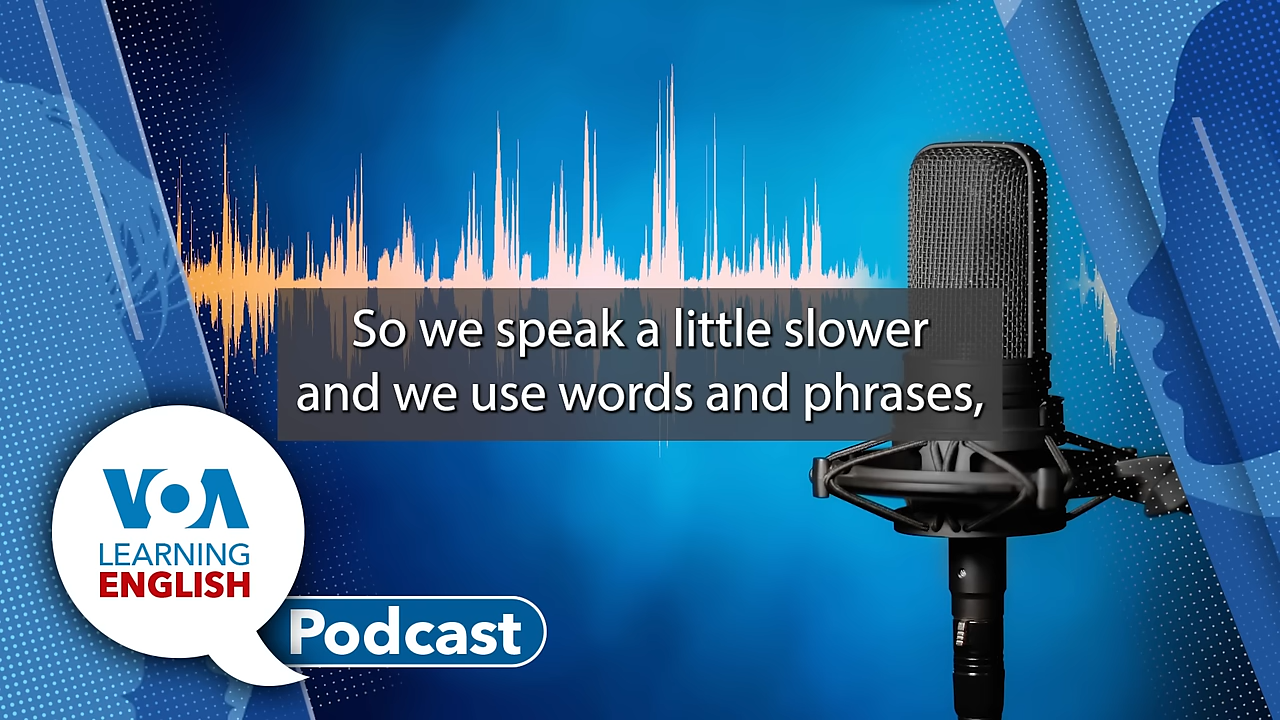 So we speak a little slower
and we use words and phrases,
VOA
LEARNING
ENGLISH
Podcast